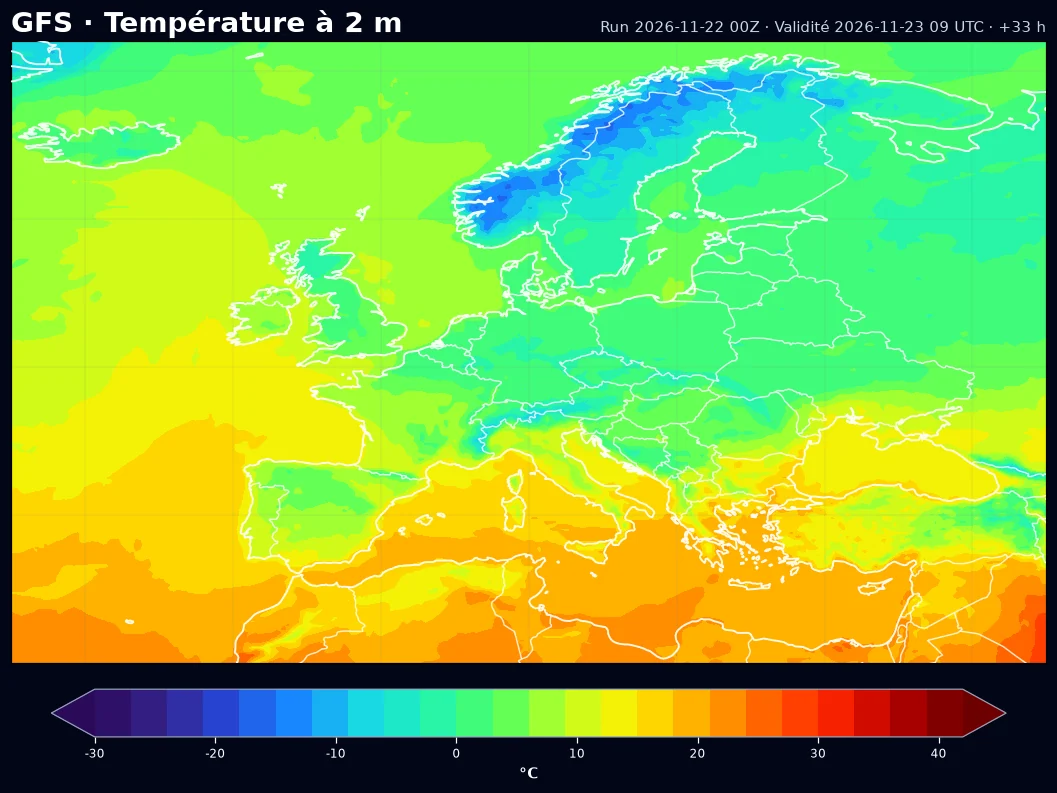 GFS · Température à 2 m
Run 2026-11-22 00Z · Validité 2026-11-23 09 UTC · +33 h
-30 -20 -10 0 10 20 30 40
°C